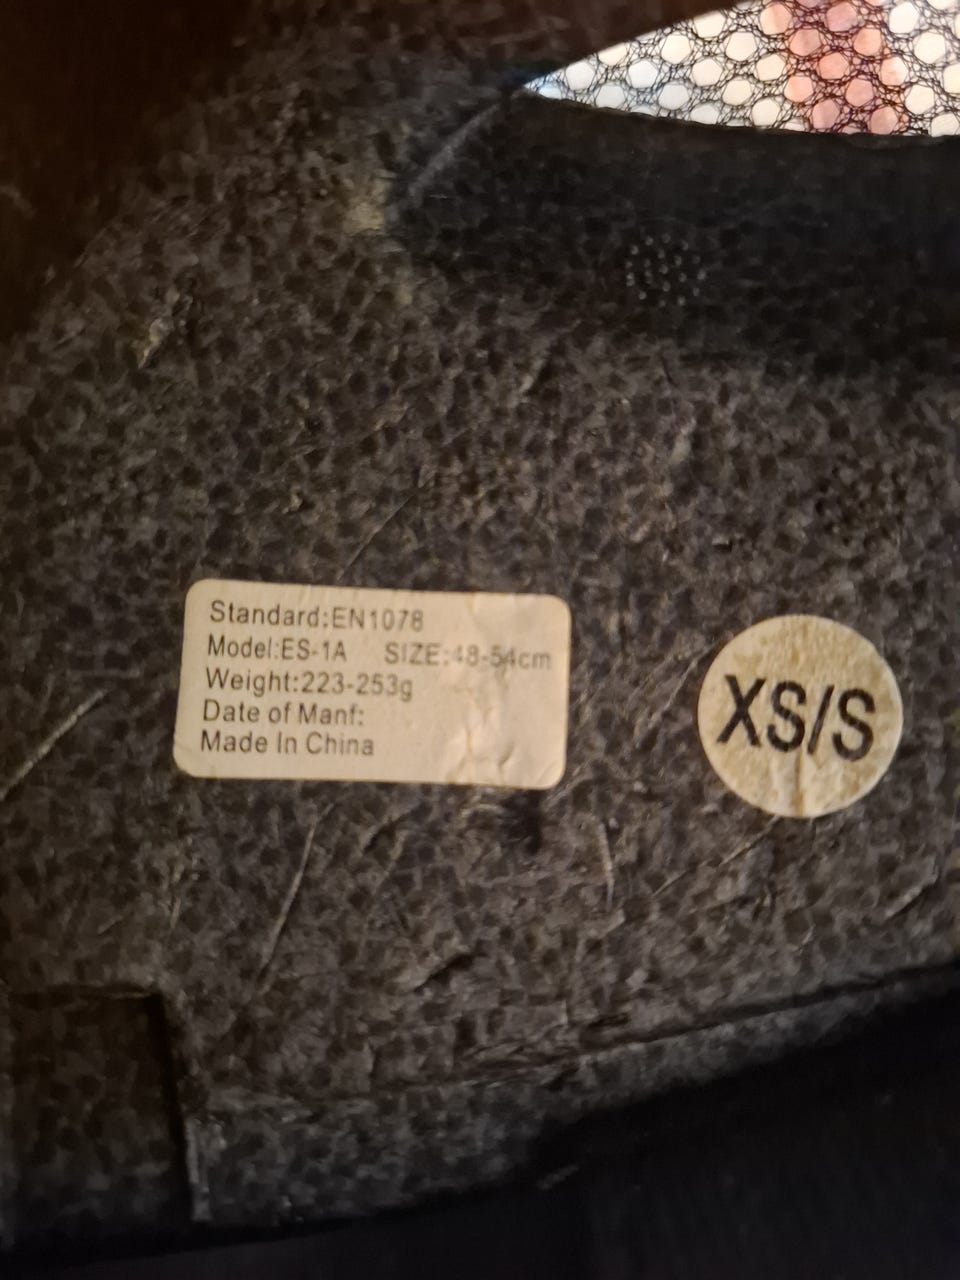 Standard:EN1078
Model:ES-1A SIZE:48-54cm
Weight:223-253g
Date of Manf:
Made In China
XS/S